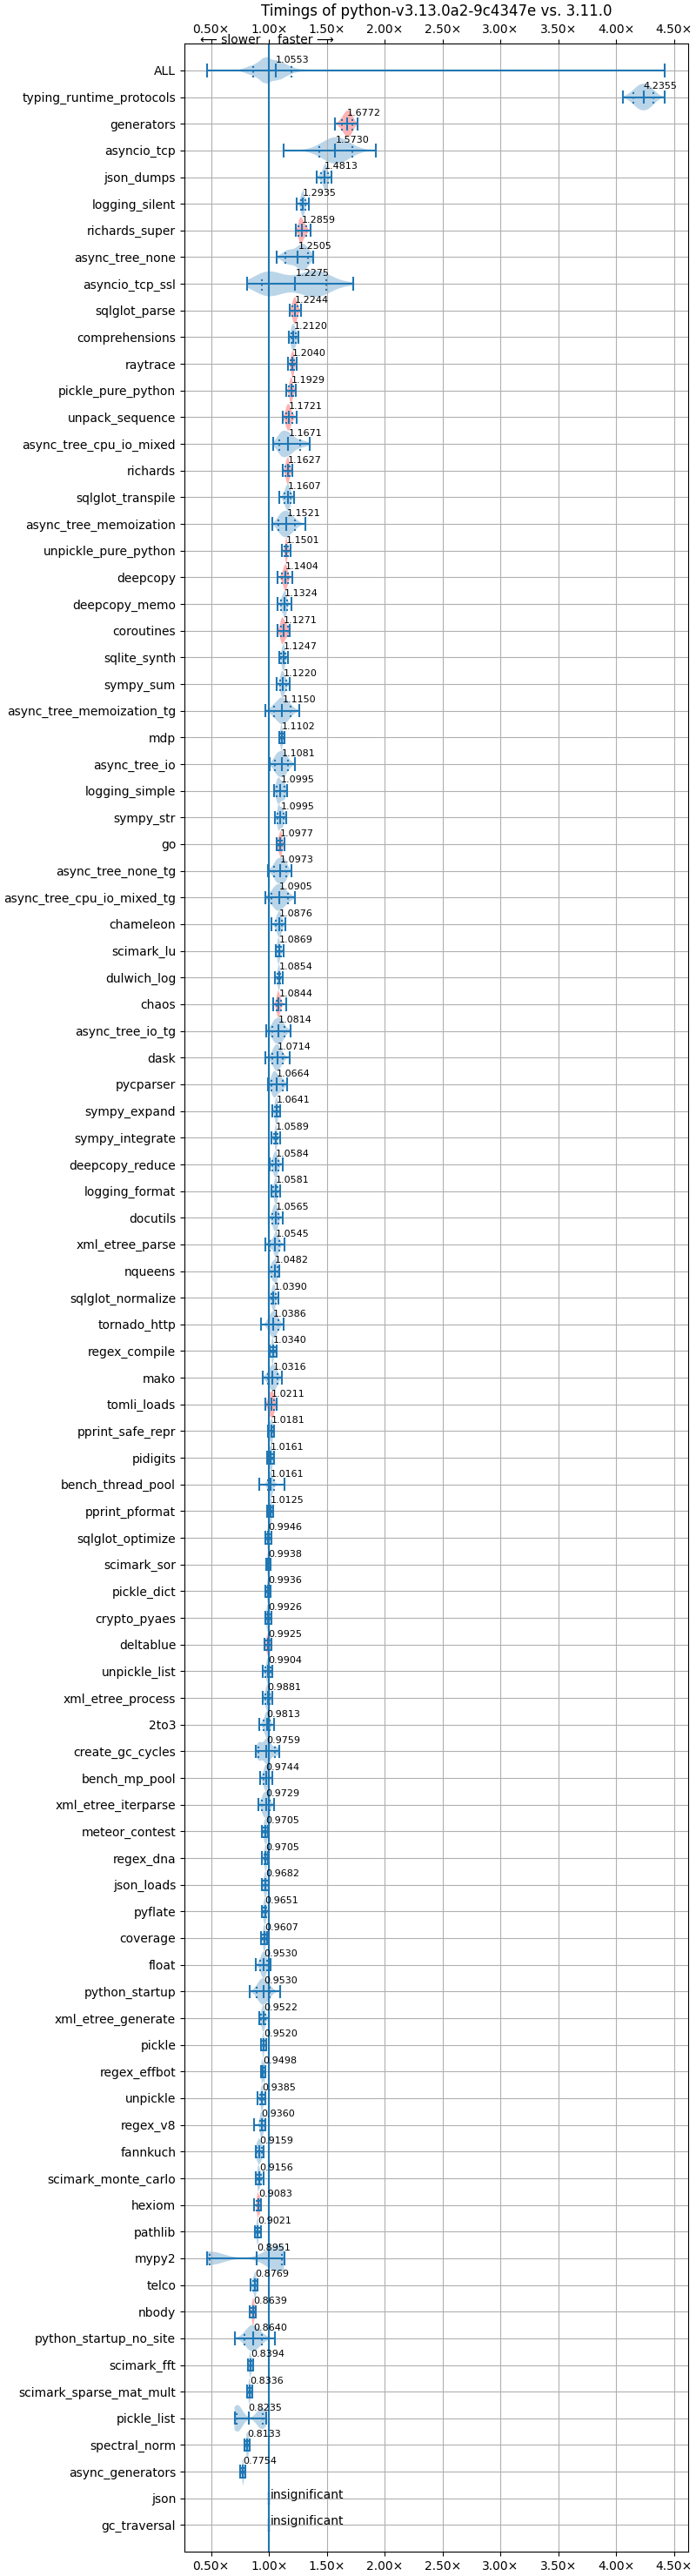 Timings of python-v3.13.0a2-9c4347e vs. 3.11.0
0.50× 1.00× 1.50× 2.00× 2.50× 3.00× 3.50× 4.00× 4.50×
⟵ slower faster ⟶
ALL 1.0553
typing_runtime_protocols 4.2355
generators 1.6772
asyncio_tcp 1.5730
json_dumps 1.4813
logging_silent 1.2935
richards_super 1.2859
async_tree_none 1.2505
asyncio_tcp_ssl 1.2275
sqlglot_parse 1.2244
comprehensions 1.2120
raytrace 1.2040
pickle_pure_python 1.1929
unpack_sequence 1.1721
async_tree_cpu_io_mixed 1.1671
richards 1.1627
sqlglot_transpile 1.1607
async_tree_memoization 1.1521
unpickle_pure_python 1.1501
deepcopy 1.1404
deepcopy_memo 1.1324
coroutines 1.1271
sqlite_synth 1.1247
sympy_sum 1.1220
async_tree_memoization_tg 1.1150
mdp 1.1102
async_tree_io 1.1081
logging_simple 1.0995
sympy_str 1.0995
go 1.0977
async_tree_none_tg 1.0973
async_tree_cpu_io_mixed_tg 1.0905
chameleon 1.0876
scimark_lu 1.0869
dulwich_log 1.0854
chaos 1.0844
async_tree_io_tg 1.0814
dask 1.0714
pycparser 1.0664
sympy_expand 1.0641
sympy_integrate 1.0589
deepcopy_reduce 1.0584
logging_format 1.0581
docutils 1.0565
xml_etree_parse 1.0545
nqueens 1.0482
sqlglot_normalize 1.0390
tornado_http 1.0386
regex_compile 1.0340
mako 1.0316
tomli_loads 1.0211
pprint_safe_repr 1.0181
pidigits 1.0161
bench_thread_pool 1.0161
pprint_pformat 1.0125
sqlglot_optimize 0.9946
scimark_sor 0.9938
pickle_dict 0.9936
crypto_pyaes 0.9926
deltablue 0.9925
unpickle_list 0.9904
xml_etree_process 0.9881
2to3 0.9813
create_gc_cycles 0.9759
bench_mp_pool 0.9744
xml_etree_iterparse 0.9729
meteor_contest 0.9705
regex_dna 0.9705
json_loads 0.9682
pyflate 0.9651
coverage 0.9607
float 0.9530
python_startup 0.9530
xml_etree_generate 0.9522
pickle 0.9520
regex_effbot 0.9498
unpickle 0.9385
regex_v8 0.9360
fannkuch 0.9159
scimark_monte_carlo 0.9156
hexiom 0.9083
pathlib 0.9021
mypy2 0.8951
telco 0.8769
nbody 0.8639
python_startup_no_site 0.8640
scimark_fft 0.8394
scimark_sparse_mat_mult 0.8336
pickle_list 0.8235
spectral_norm 0.8133
async_generators 0.7754
json insignificant
gc_traversal insignificant
0.50× 1.00× 1.50× 2.00× 2.50× 3.00× 3.50× 4.00× 4.50×